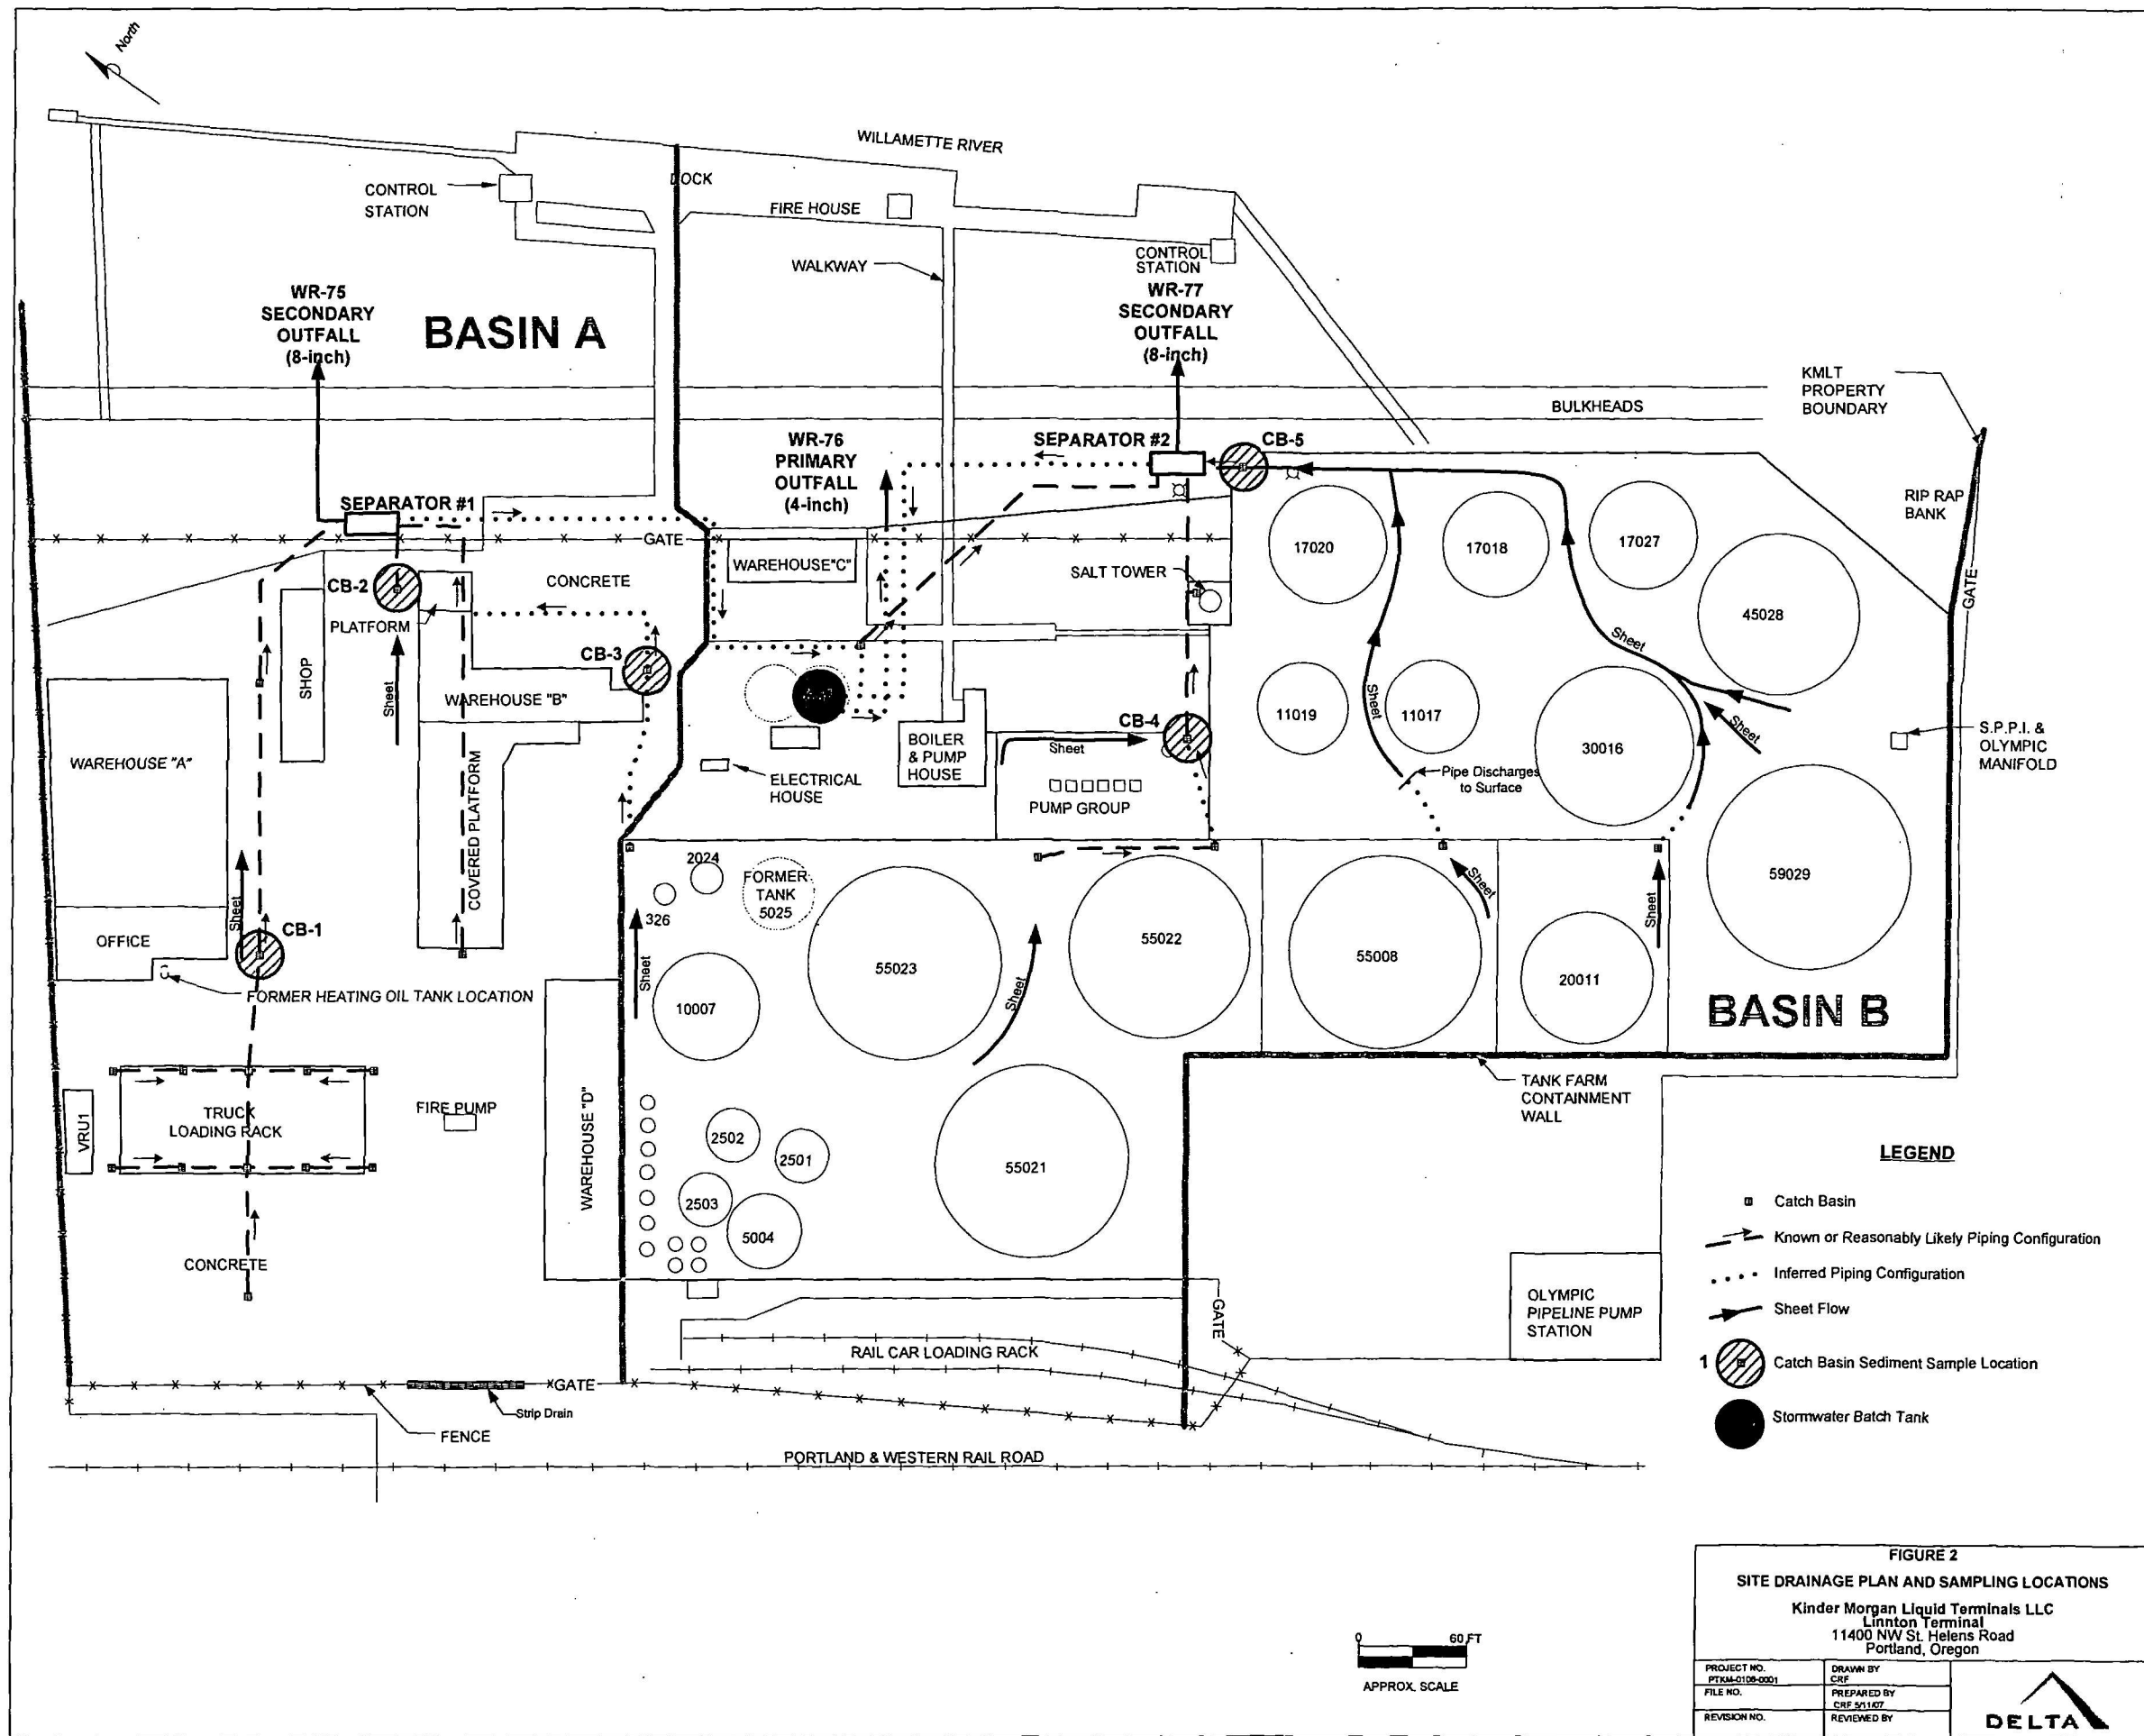 North
WILLAMETTE RIVER
CONTROL
STATION
DOCK
FIRE HOUSE
WALKWAY
CONTROL
STATION
WR-75
SECONDARY
OUTFALL
(8-inch)
BASIN A
WR-77
SECONDARY
OUTFALL
(8-inch)
KMLT
PROPERTY
BOUNDARY
BULKHEADS
WR-76
PRIMARY
OUTFALL
(4-inch)
SEPARATOR #2
CB-5
SEPARATOR #1
RIP RAP
BANK
GATE
WAREHOUSE"C"
17020
17018
17027
CB-2
CONCRETE
SALT TOWER
GATE
45028
PLATFORM
Sheet
CB-3
SHOP
Sheet
WAREHOUSE "B"
Sheet
11019
11017
CB-4
Sheet
30016
Sheet
S.P.P.I. &
OLYMPIC
MANIFOLD
WAREHOUSE "A"
BOILER
& PUMP
HOUSE
ELECTRICAL
HOUSE
Pipe Discharges
to Surface
PUMP GROUP
COVERED PLATFORM
2024
FORMER
TANK
5025
326
59029
Sheet
Sheet
Sheet
CB-1
OFFICE
55023
55022
55008
20011
FORMER HEATING OIL TANK LOCATION
Sheet
Sheet
10007
BASIN B
TANK FARM
CONTAINMENT
WALL
VRU1
TRUCK
LOADING RACK
FIRE PUMP
WAREHOUSE "D"
2502
2501
2503
5004
55021
CONCRETE
LEGEND
Catch Basin
Known or Reasonably Likely Piping Configuration
Inferred Piping Configuration
Sheet Flow
1
Catch Basin Sediment Sample Location
Stormwater Batch Tank
OLYMPIC
PIPELINE PUMP
STATION
GATE
RAIL CAR LOADING RACK
GATE
Strip Drain
FENCE
PORTLAND & WESTERN RAIL ROAD
0 60 FT
APPROX. SCALE
FIGURE 2
SITE DRAINAGE PLAN AND SAMPLING LOCATIONS
Kinder Morgan Liquid Terminals LLC
Linnton Terminal
11400 NW St. Helens Road
Portland, Oregon
PROJECT NO.
PTKM-0106-0001
DRAWN BY
CRF
FILE NO.
PREPARED BY
CRF 5/11/07
REVISION NO.
REVIEWED BY
DELTA